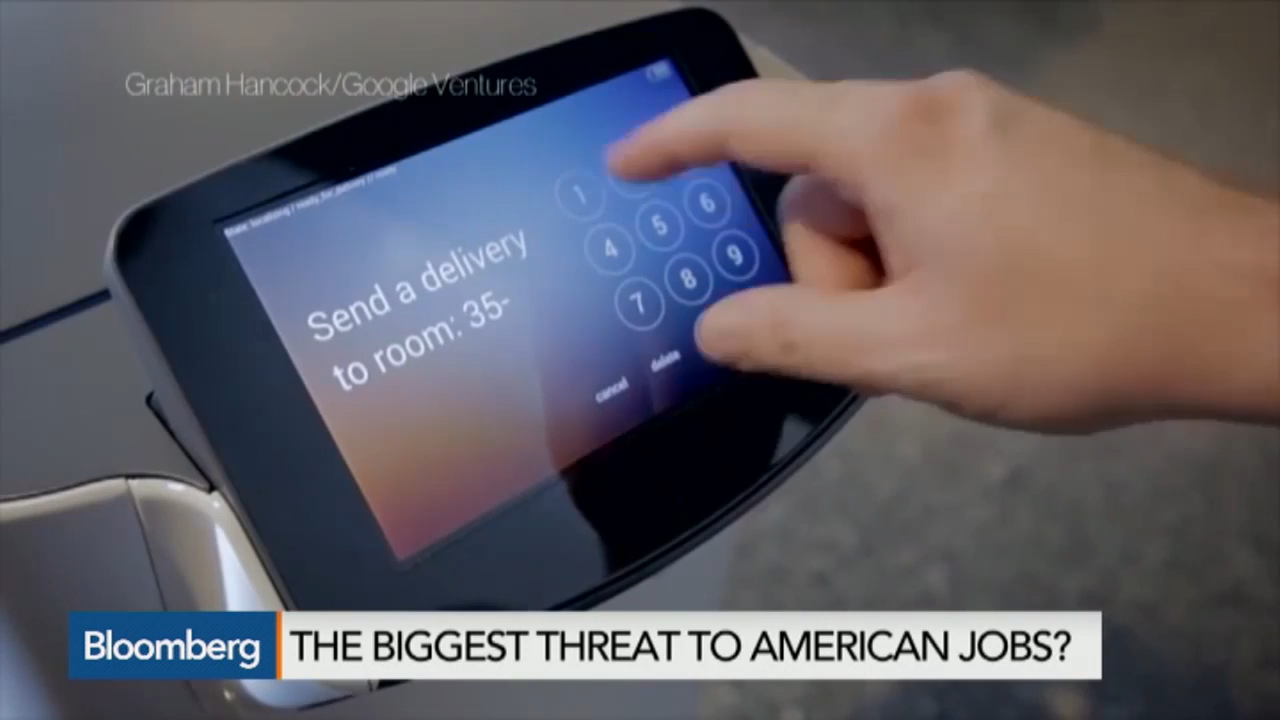 Graham Hancock/Google Ventures
Send a delivery
to room: 35-
1
4 5 6
7 8 9
cancel delete
Bloomberg THE BIGGEST THREAT TO AMERICAN JOBS?